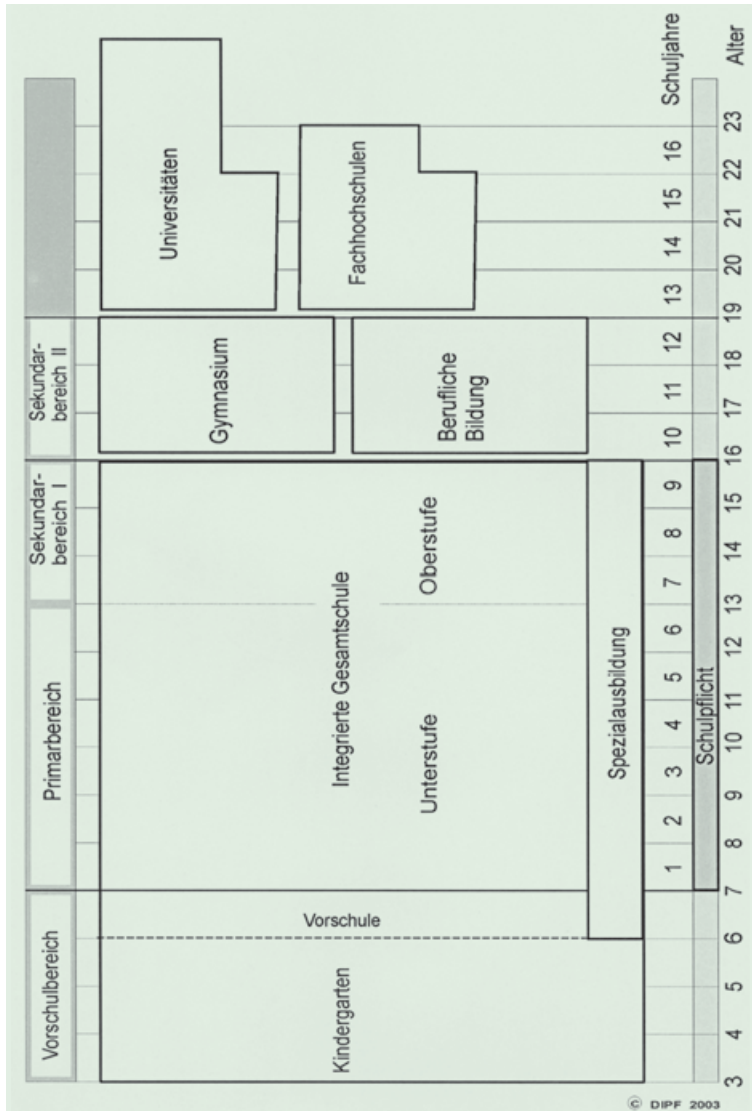 Sekundar-
bereich II
Sekundar-
bereich I
Primarbereich
Vorschulbereich
Universitäten
Fachhochschulen
Gymnasium
Berufliche
Bildung
Integrierte Gesamtschule
Oberstufe
Unterstufe
Spezialausbildung
Vorschule
Kindergarten
Schuljahre
1 2 3 4 5 6 7 8 9 10 11 12 13 14 15 16
Schulpflicht
Alter
3 4 5 6 7 8 9 10 11 12 13 14 15 16 17 18 19 20 21 22 23
© DIPF 2003